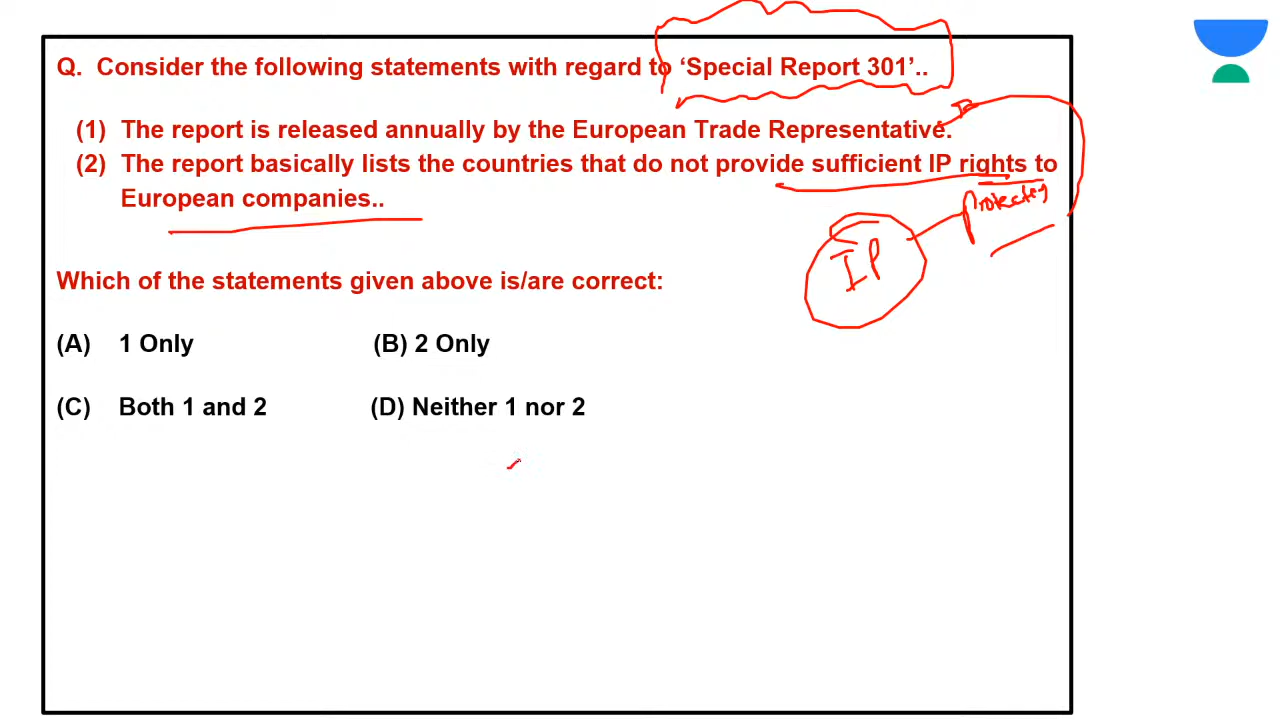 Q. Consider the following statements with regard to ‘Special Report 301’..
(1) The report is released annually by the European Trade Representative.
(2) The report basically lists the countries that do not provide sufficient IP rights to
European companies..
Protecting
IP
Which of the statements given above is/are correct:
(A) 1 Only (B) 2 Only
(C) Both 1 and 2 (D) Neither 1 nor 2